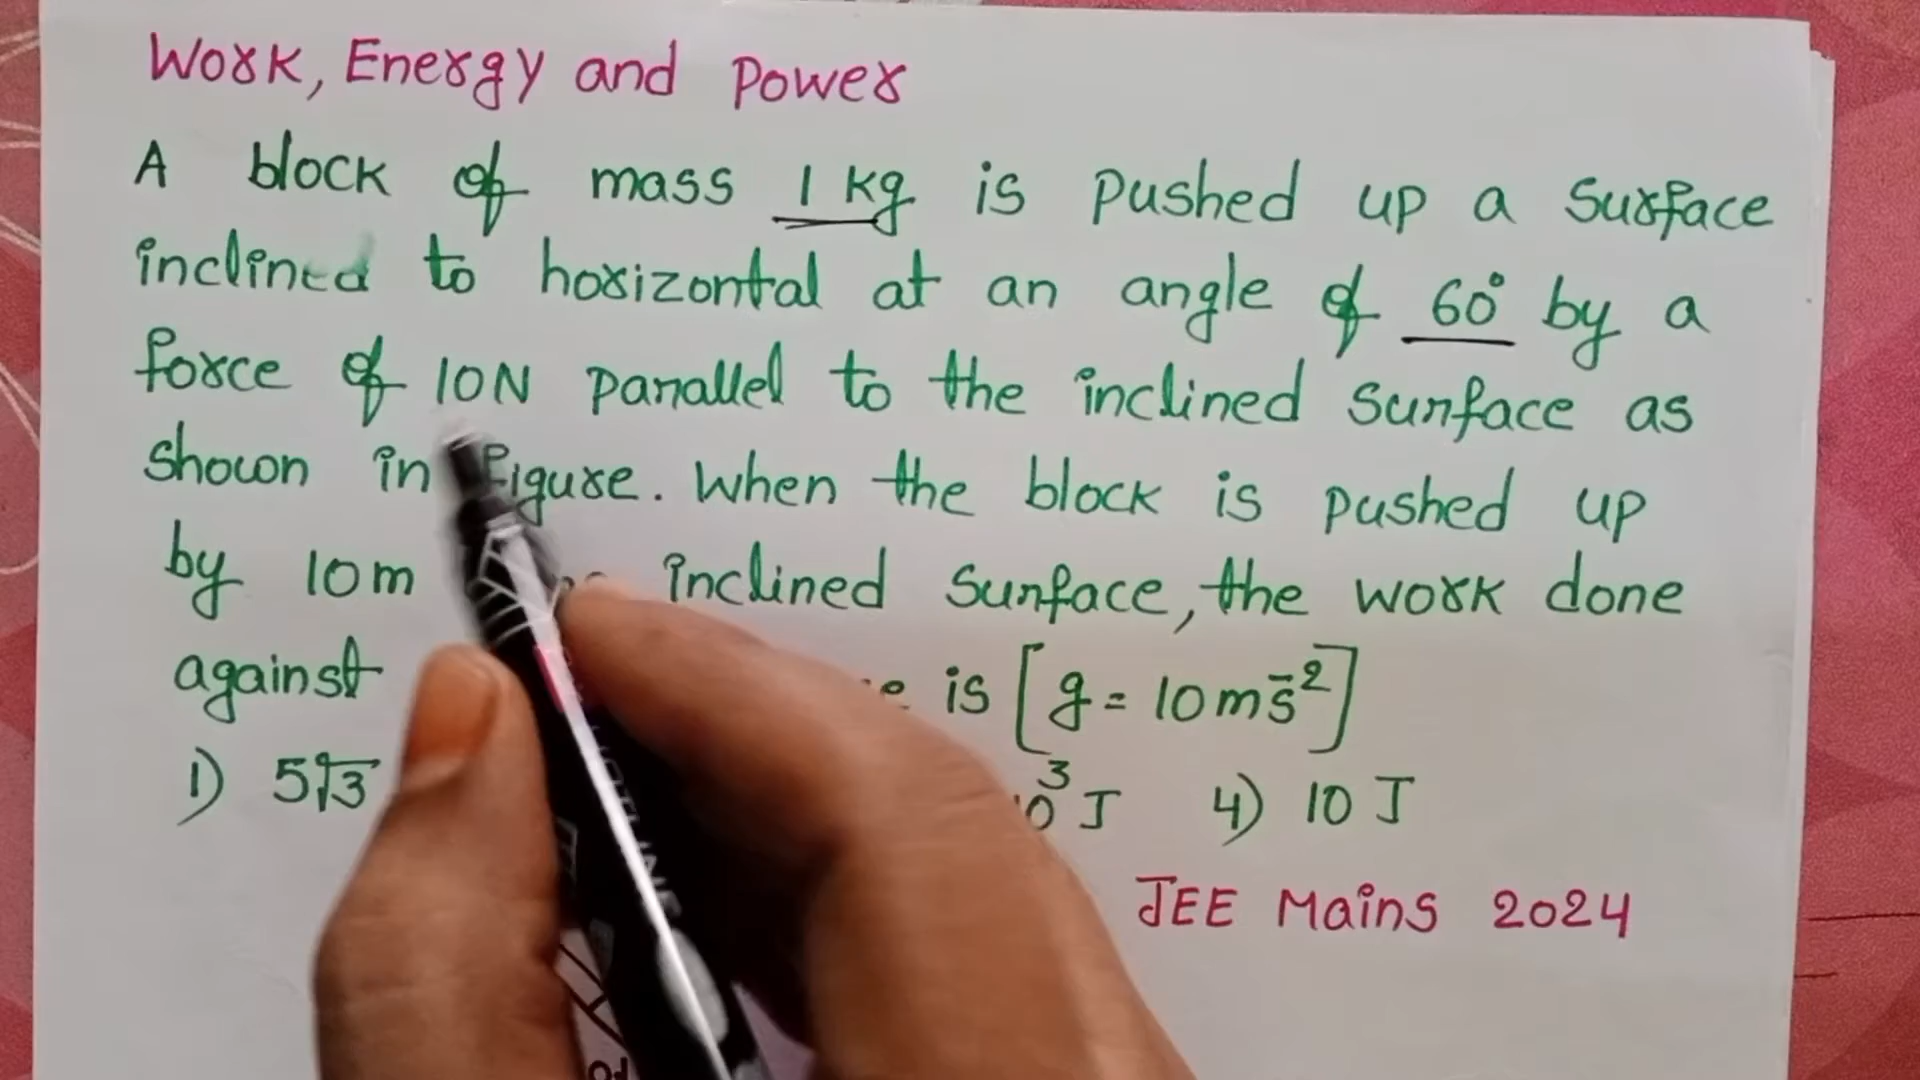 Work, Energy and Power
A block of mass 1 kg is pushed up a surface
inclined to horizontal at an angle of 60° by a
force of 10N parallel to the inclined surface as
shown in figure. When the block is pushed up
by 10m inclined surface, the work done
against is [g = 10 ms⁻²]
1) 5√3 J 4) 10 J
JEE Mains 2024